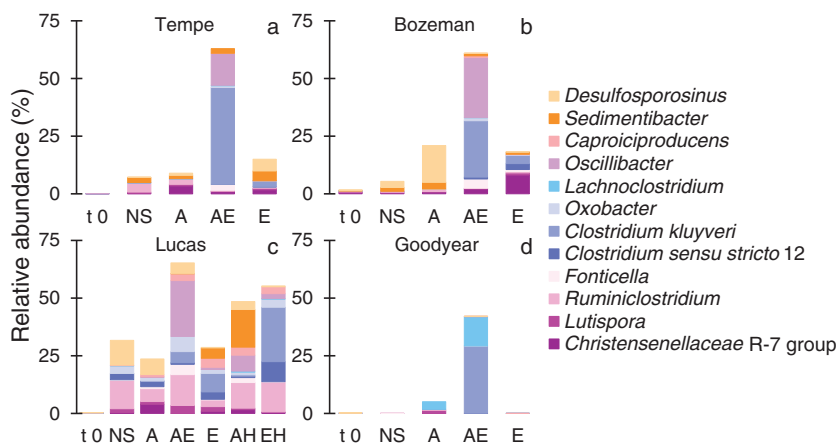 75
50
25
0
Tempe
a
t 0 NS A AE E
75
50
25
0
Bozeman
b
t 0 NS A AE E
75
50
25
0
Lucas
c
t 0 NS A AE E AH EH
75
50
25
0
Goodyear
d
t 0 NS A AE E
Relative abundance (%)
Desulfosporosinus
Sedimentibacter
Caproiciproducens
Oscillibacter
Lachnoclostridium
Oxobacter
Clostridium kluyveri
Clostridium sensu stricto 12
Fonticella
Ruminiclostridium
Lutispora
Christensenellaceae R-7 group